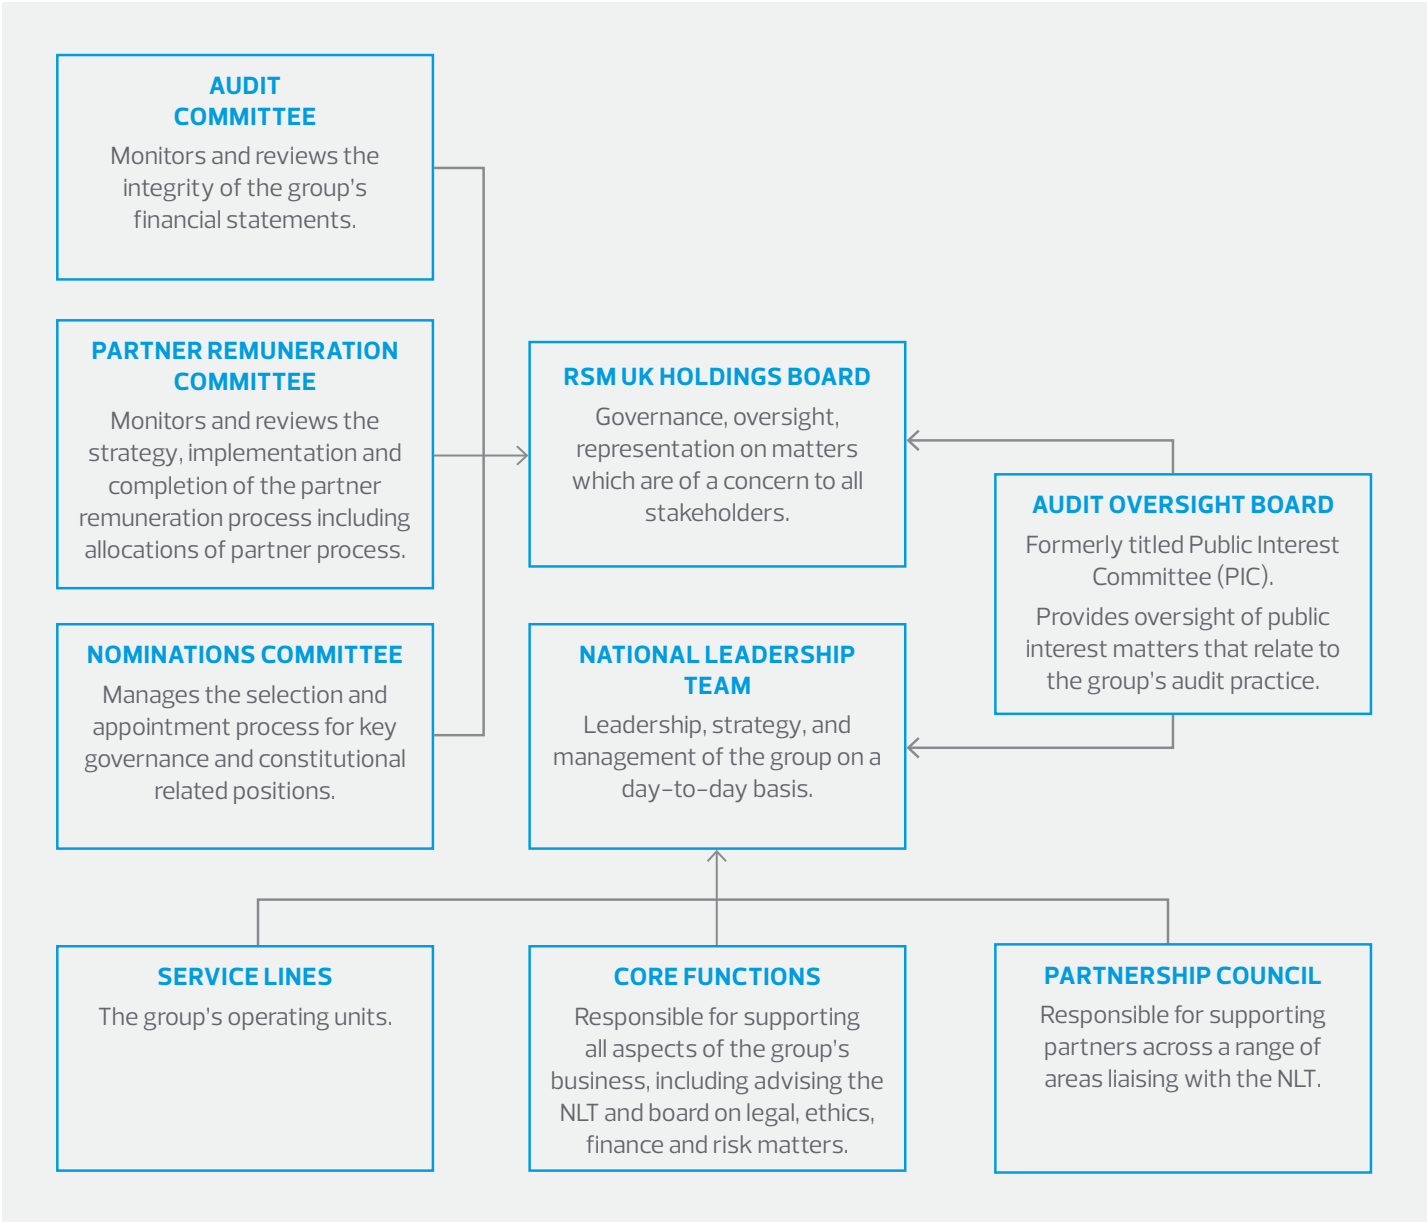 AUDIT
COMMITTEE
Monitors and reviews the
integrity of the group's
financial statements.
PARTNER REMUNERATION
COMMITTEE
Monitors and reviews the
strategy, implementation and
completion of the partner
remuneration process including
allocations of partner process.
NOMINATIONS COMMITTEE
Manages the selection and
appointment process for key
governance and constitutional
related positions.
RSM UK HOLDINGS BOARD
Governance, oversight,
representation on matters
which are of a concern to all
stakeholders.
NATIONAL LEADERSHIP
TEAM
Leadership, strategy, and
management of the group on a
day-to-day basis.
AUDIT OVERSIGHT BOARD
Formerly titled Public Interest
Committee (PIC).
Provides oversight of public
interest matters that relate to
the group's audit practice.
SERVICE LINES
The group's operating units.
CORE FUNCTIONS
Responsible for supporting
all aspects of the group's
business, including advising the
NLT and board on legal, ethics,
finance and risk matters.
PARTNERSHIP COUNCIL
Responsible for supporting
partners across a range of
areas liaising with the NLT.